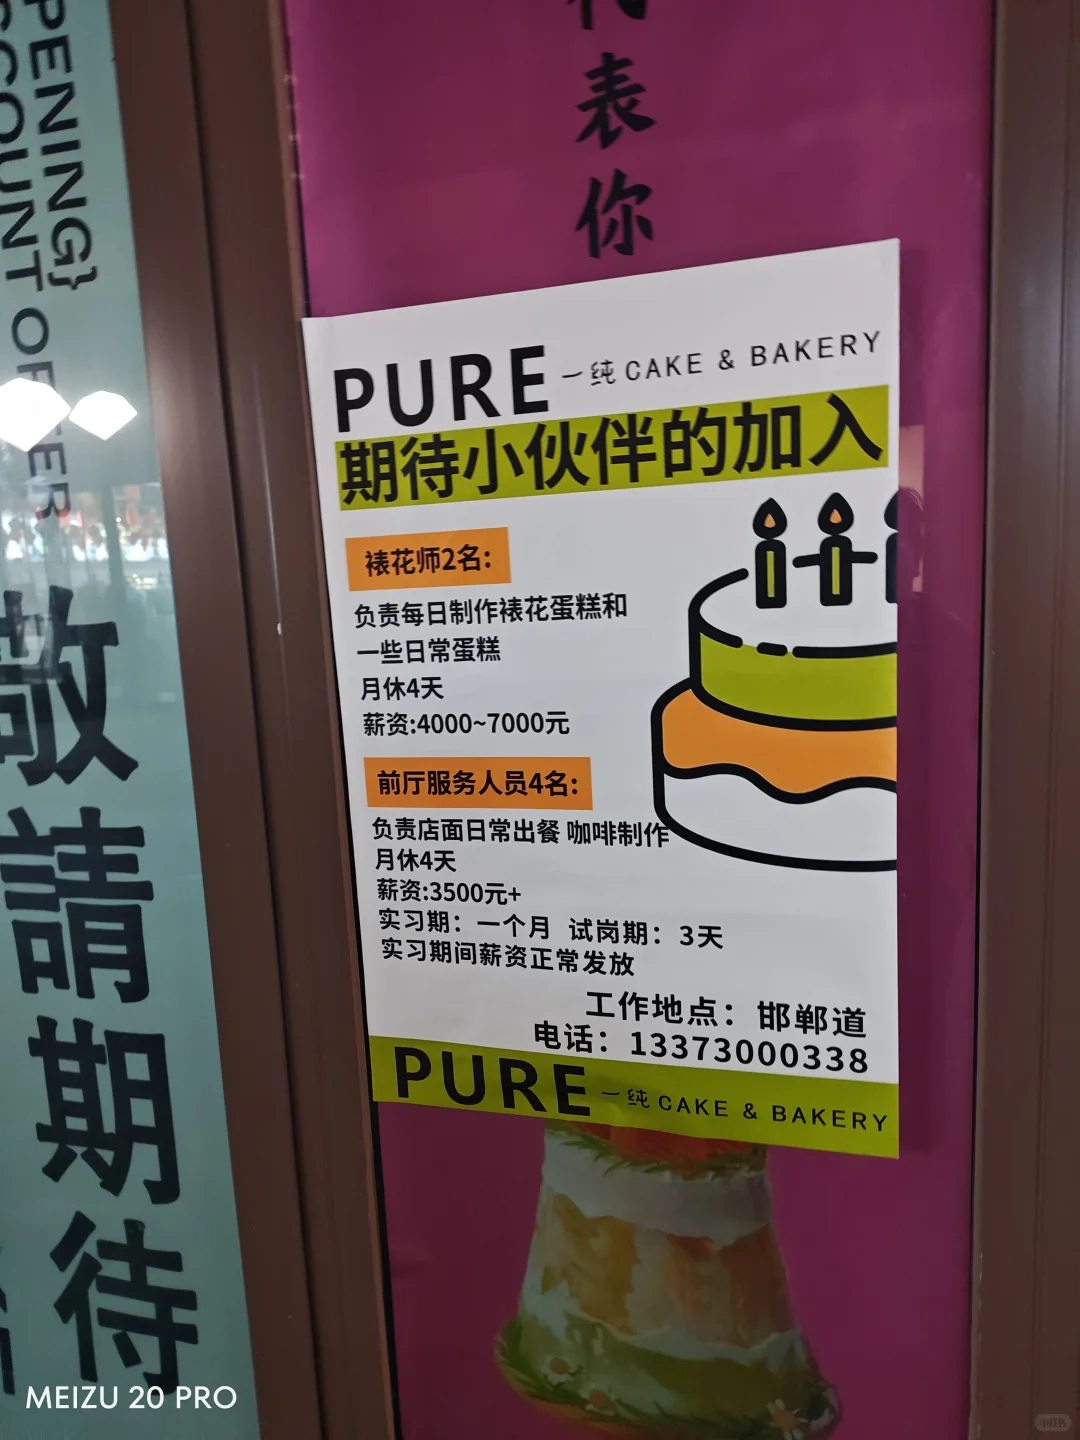 PENING}
COUNT OFFER
敬請期待
表你
PURE 一纯 CAKE & BAKERY
期待小伙伴的加入
裱花师2名:
负责每日制作裱花蛋糕和
一些日常蛋糕
月休4天
薪资:4000~7000元
前厅服务人员4名:
负责店面日常出餐 咖啡制作
月休4天
薪资:3500元+
实习期：一个月 试岗期：3天
实习期间薪资正常发放
工作地点：邯郸道
电话：13373000338
PURE 一纯 CAKE & BAKERY
MEIZU 20 PRO
小红书